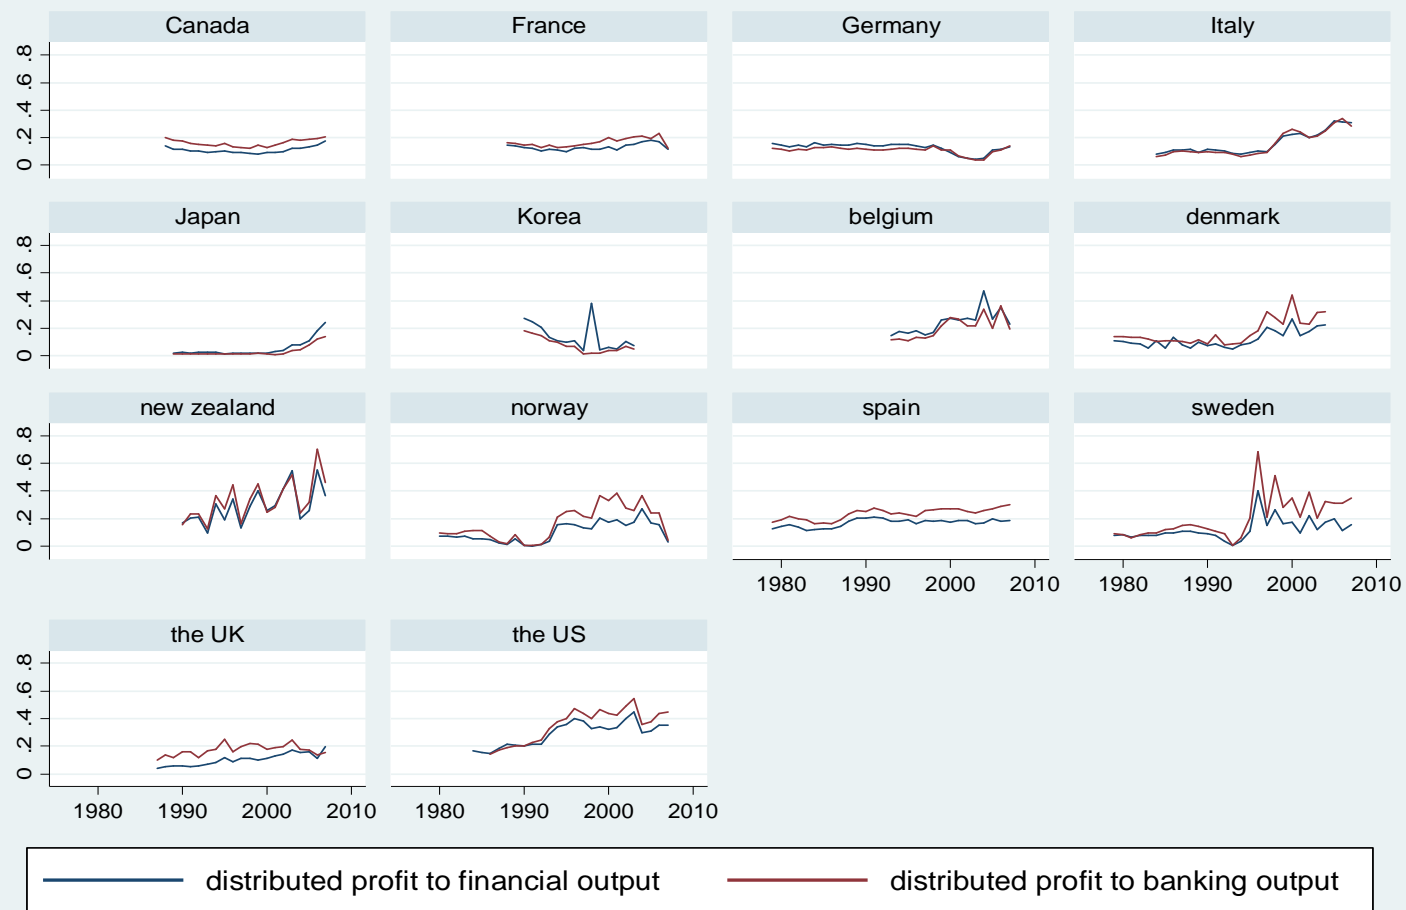 Canada France Germany Italy
0 .2 .4 .6 .8
Japan Korea belgium denmark
0 .2 .4 .6 .8
new zealand norway spain sweden
0 .2 .4 .6 .8
1980 1990 2000 2010 1980 1990 2000 2010
the UK the US
0 .2 .4 .6 .8
1980 1990 2000 2010 1980 1990 2000 2010
distributed profit to financial output distributed profit to banking output